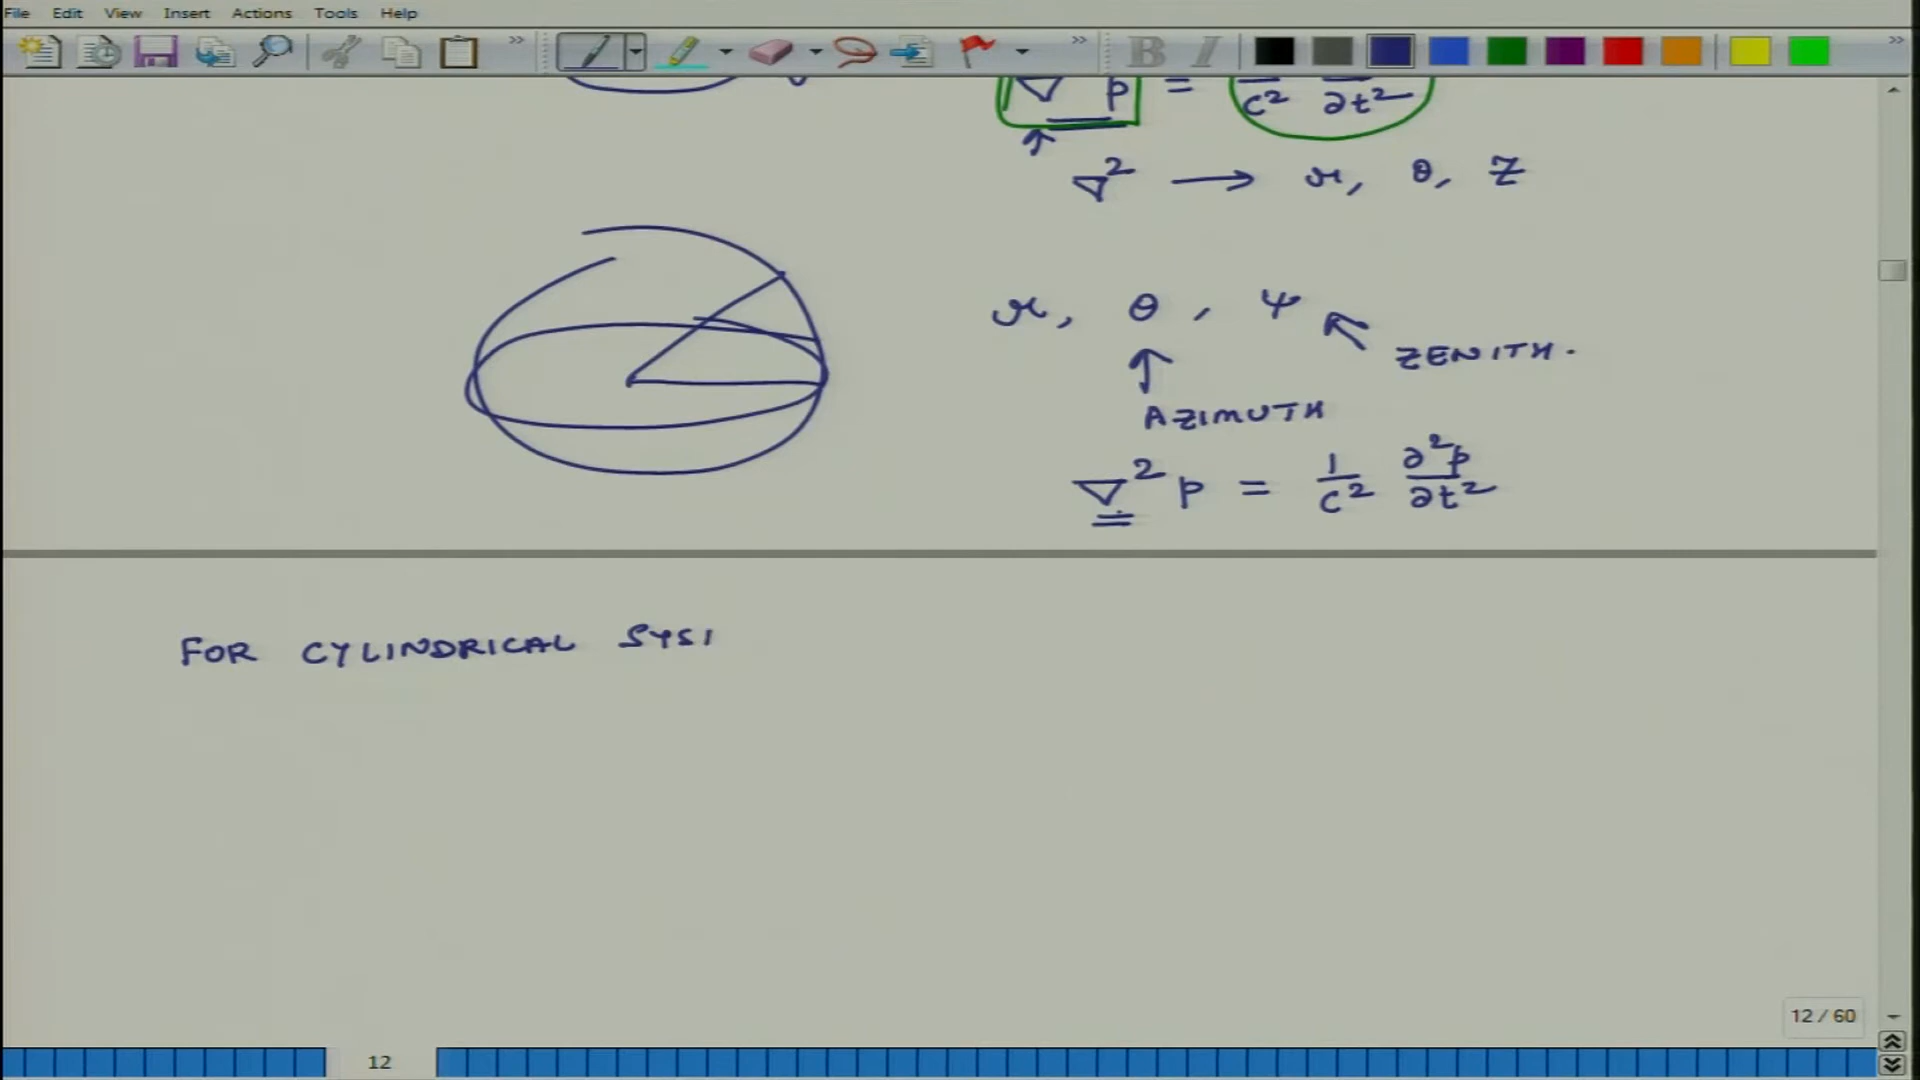 File Edit View Insert Actions Tools Help
B I
∇ p = c² ∂t²
∇² → r, θ, Z
r, θ, ψ
ZENITH.
AZIMUTH
∇² p = 1/c² ∂²p/∂t²
FOR CYLINDRICAL SYS
12 / 60
12